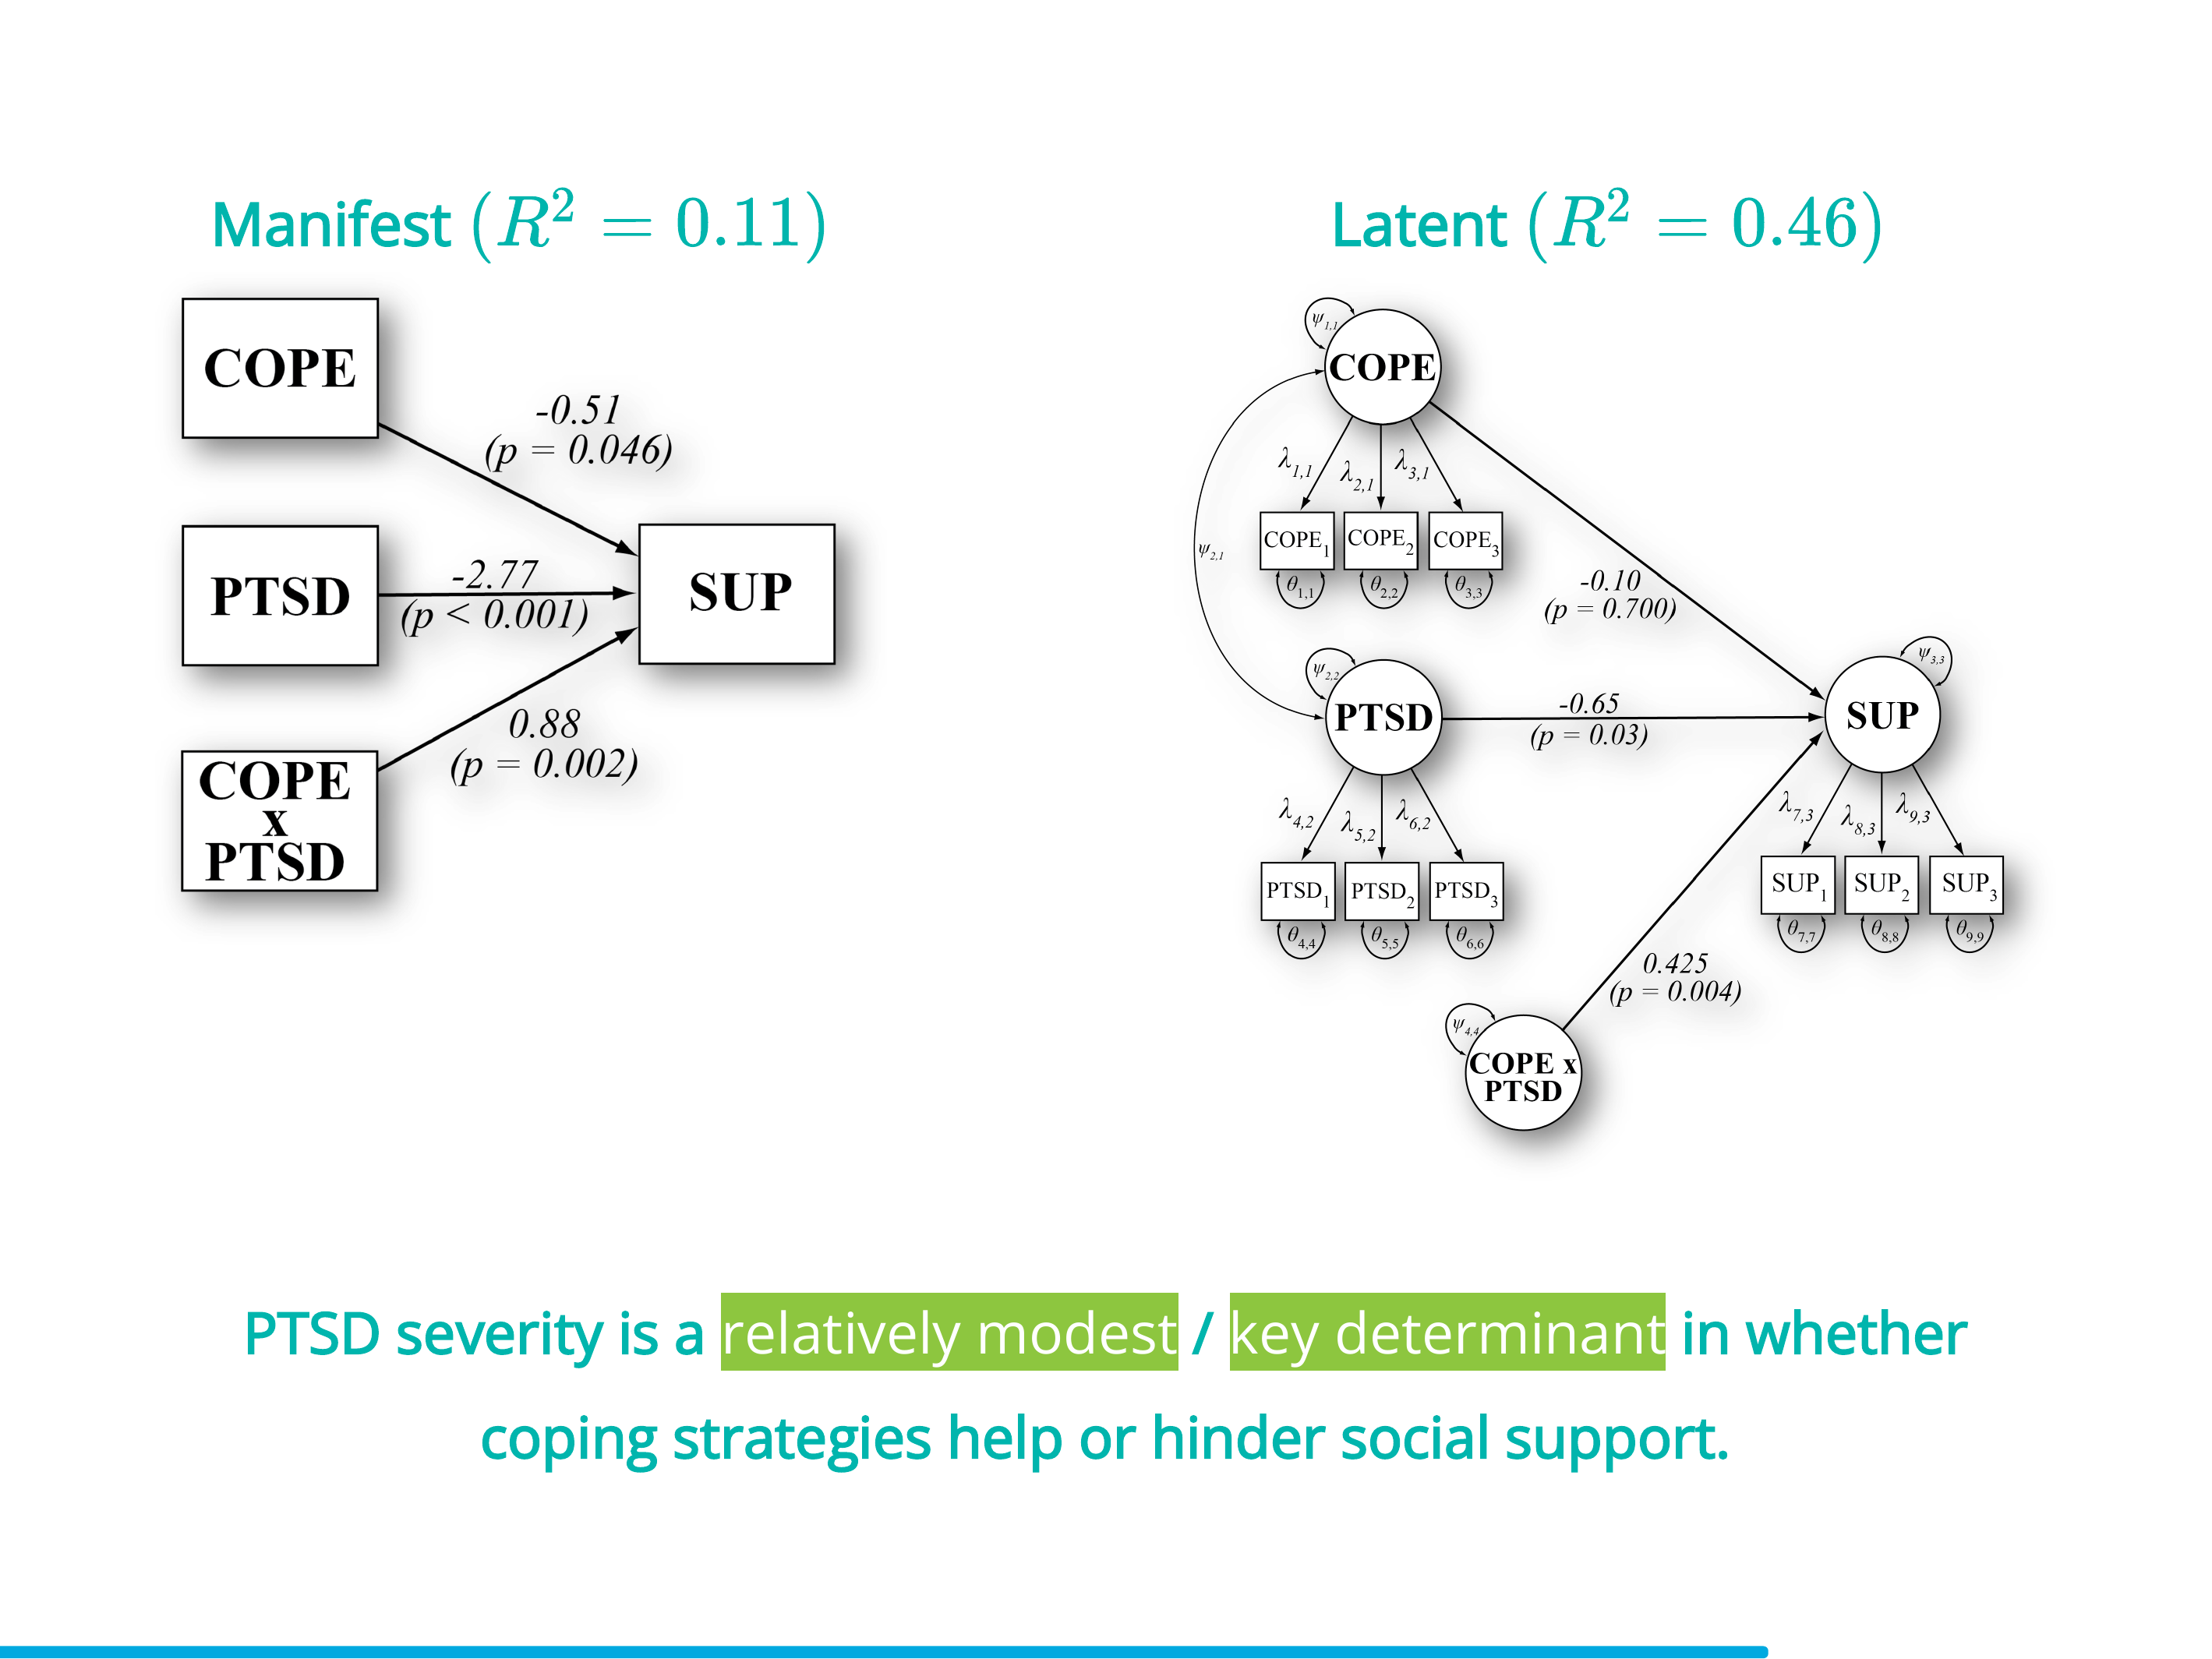 Manifest (R² = 0.11)
COPE
-0.51
(p = 0.046)
PTSD
-2.77
(p < 0.001)
SUP
COPE
x
PTSD
0.88
(p = 0.002)
Latent (R² = 0.46)
ψ1,1
COPE
λ1,1 λ2,1 λ3,1
COPE1 COPE2 COPE3
θ1,1 θ2,2 θ3,3
ψ2,1
-0.10
(p = 0.700)
ψ2,2
PTSD
-0.65
(p = 0.03)
ψ3,3
SUP
λ4,2 λ5,2 λ6,2
PTSD1 PTSD2 PTSD3
θ4,4 θ5,5 θ6,6
λ7,3 λ8,3 λ9,3
SUP1 SUP2 SUP3
θ7,7 θ8,8 θ9,9
0.425
(p = 0.004)
ψ4,4
COPE x
PTSD
PTSD severity is a relatively modest / key determinant in whether
coping strategies help or hinder social support.